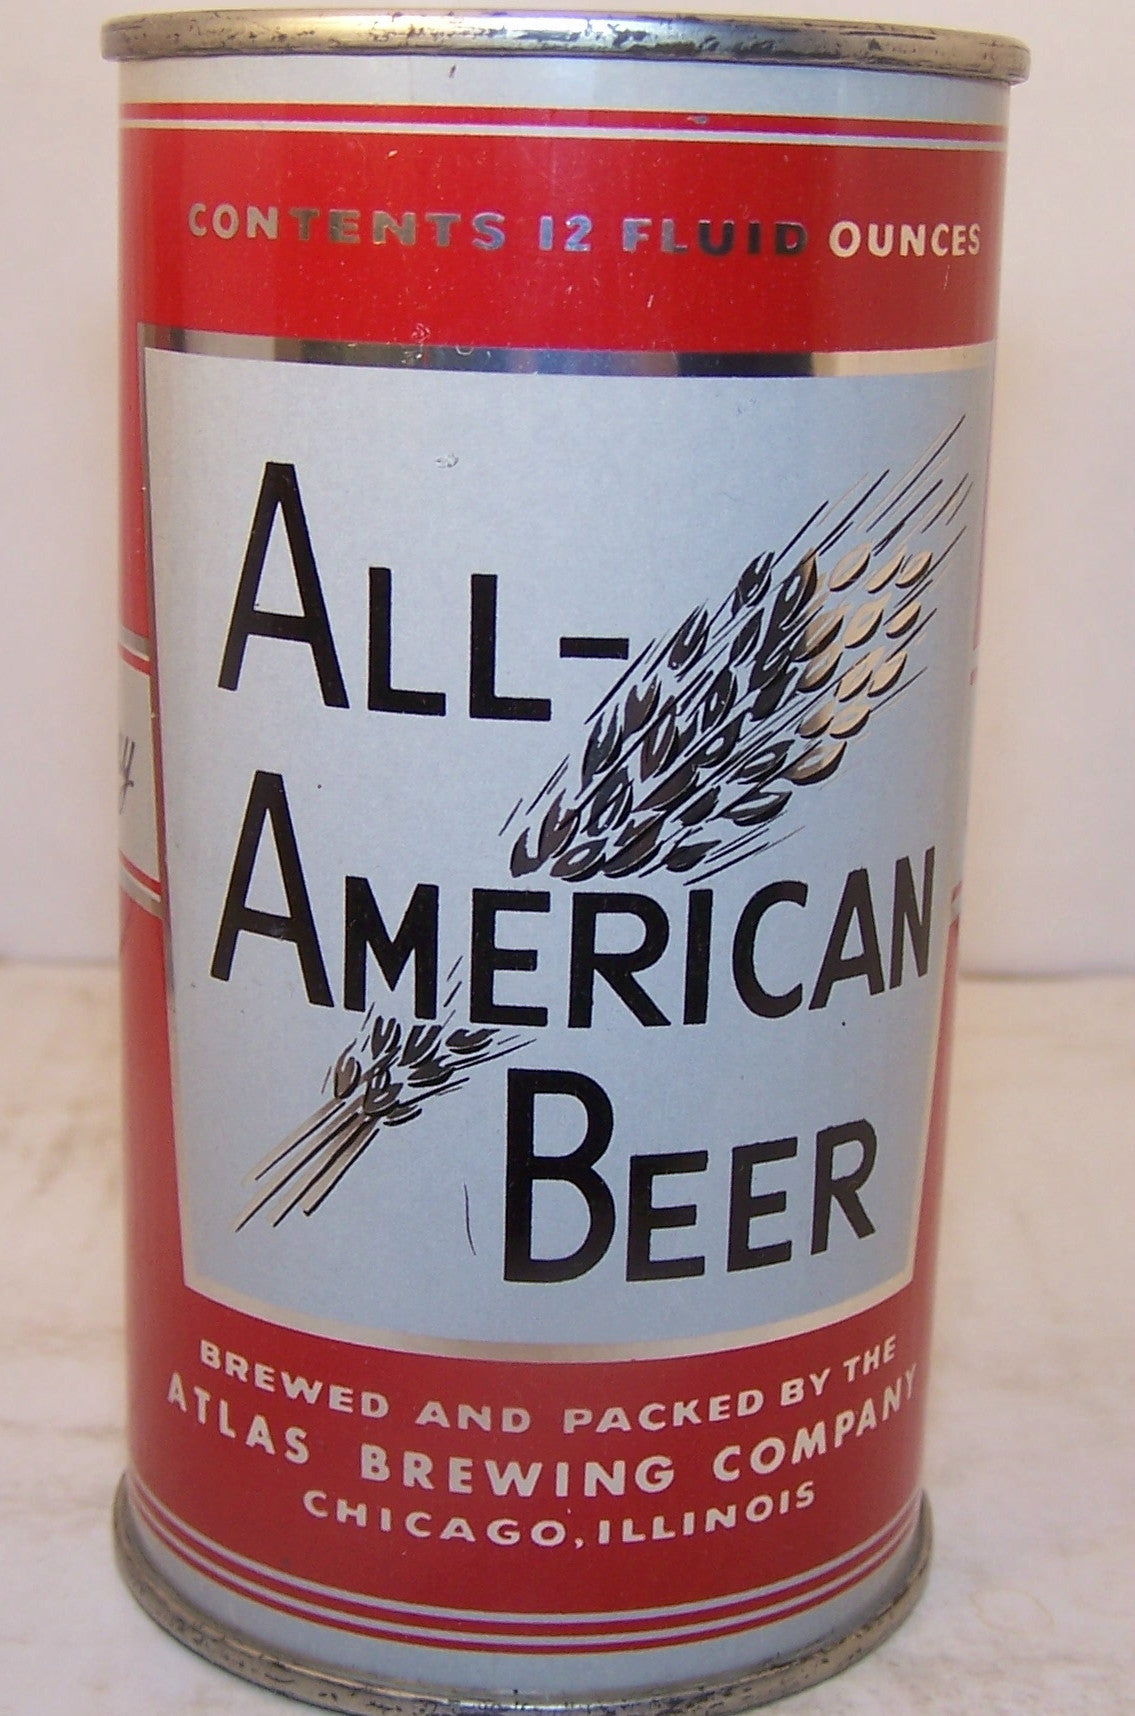 CONTENTS 12 FLUID OUNCES
ALL-
AMERICAN
BEER
BREWED AND PACKED BY THE
ATLAS BREWING COMPANY
CHICAGO, ILLINOIS